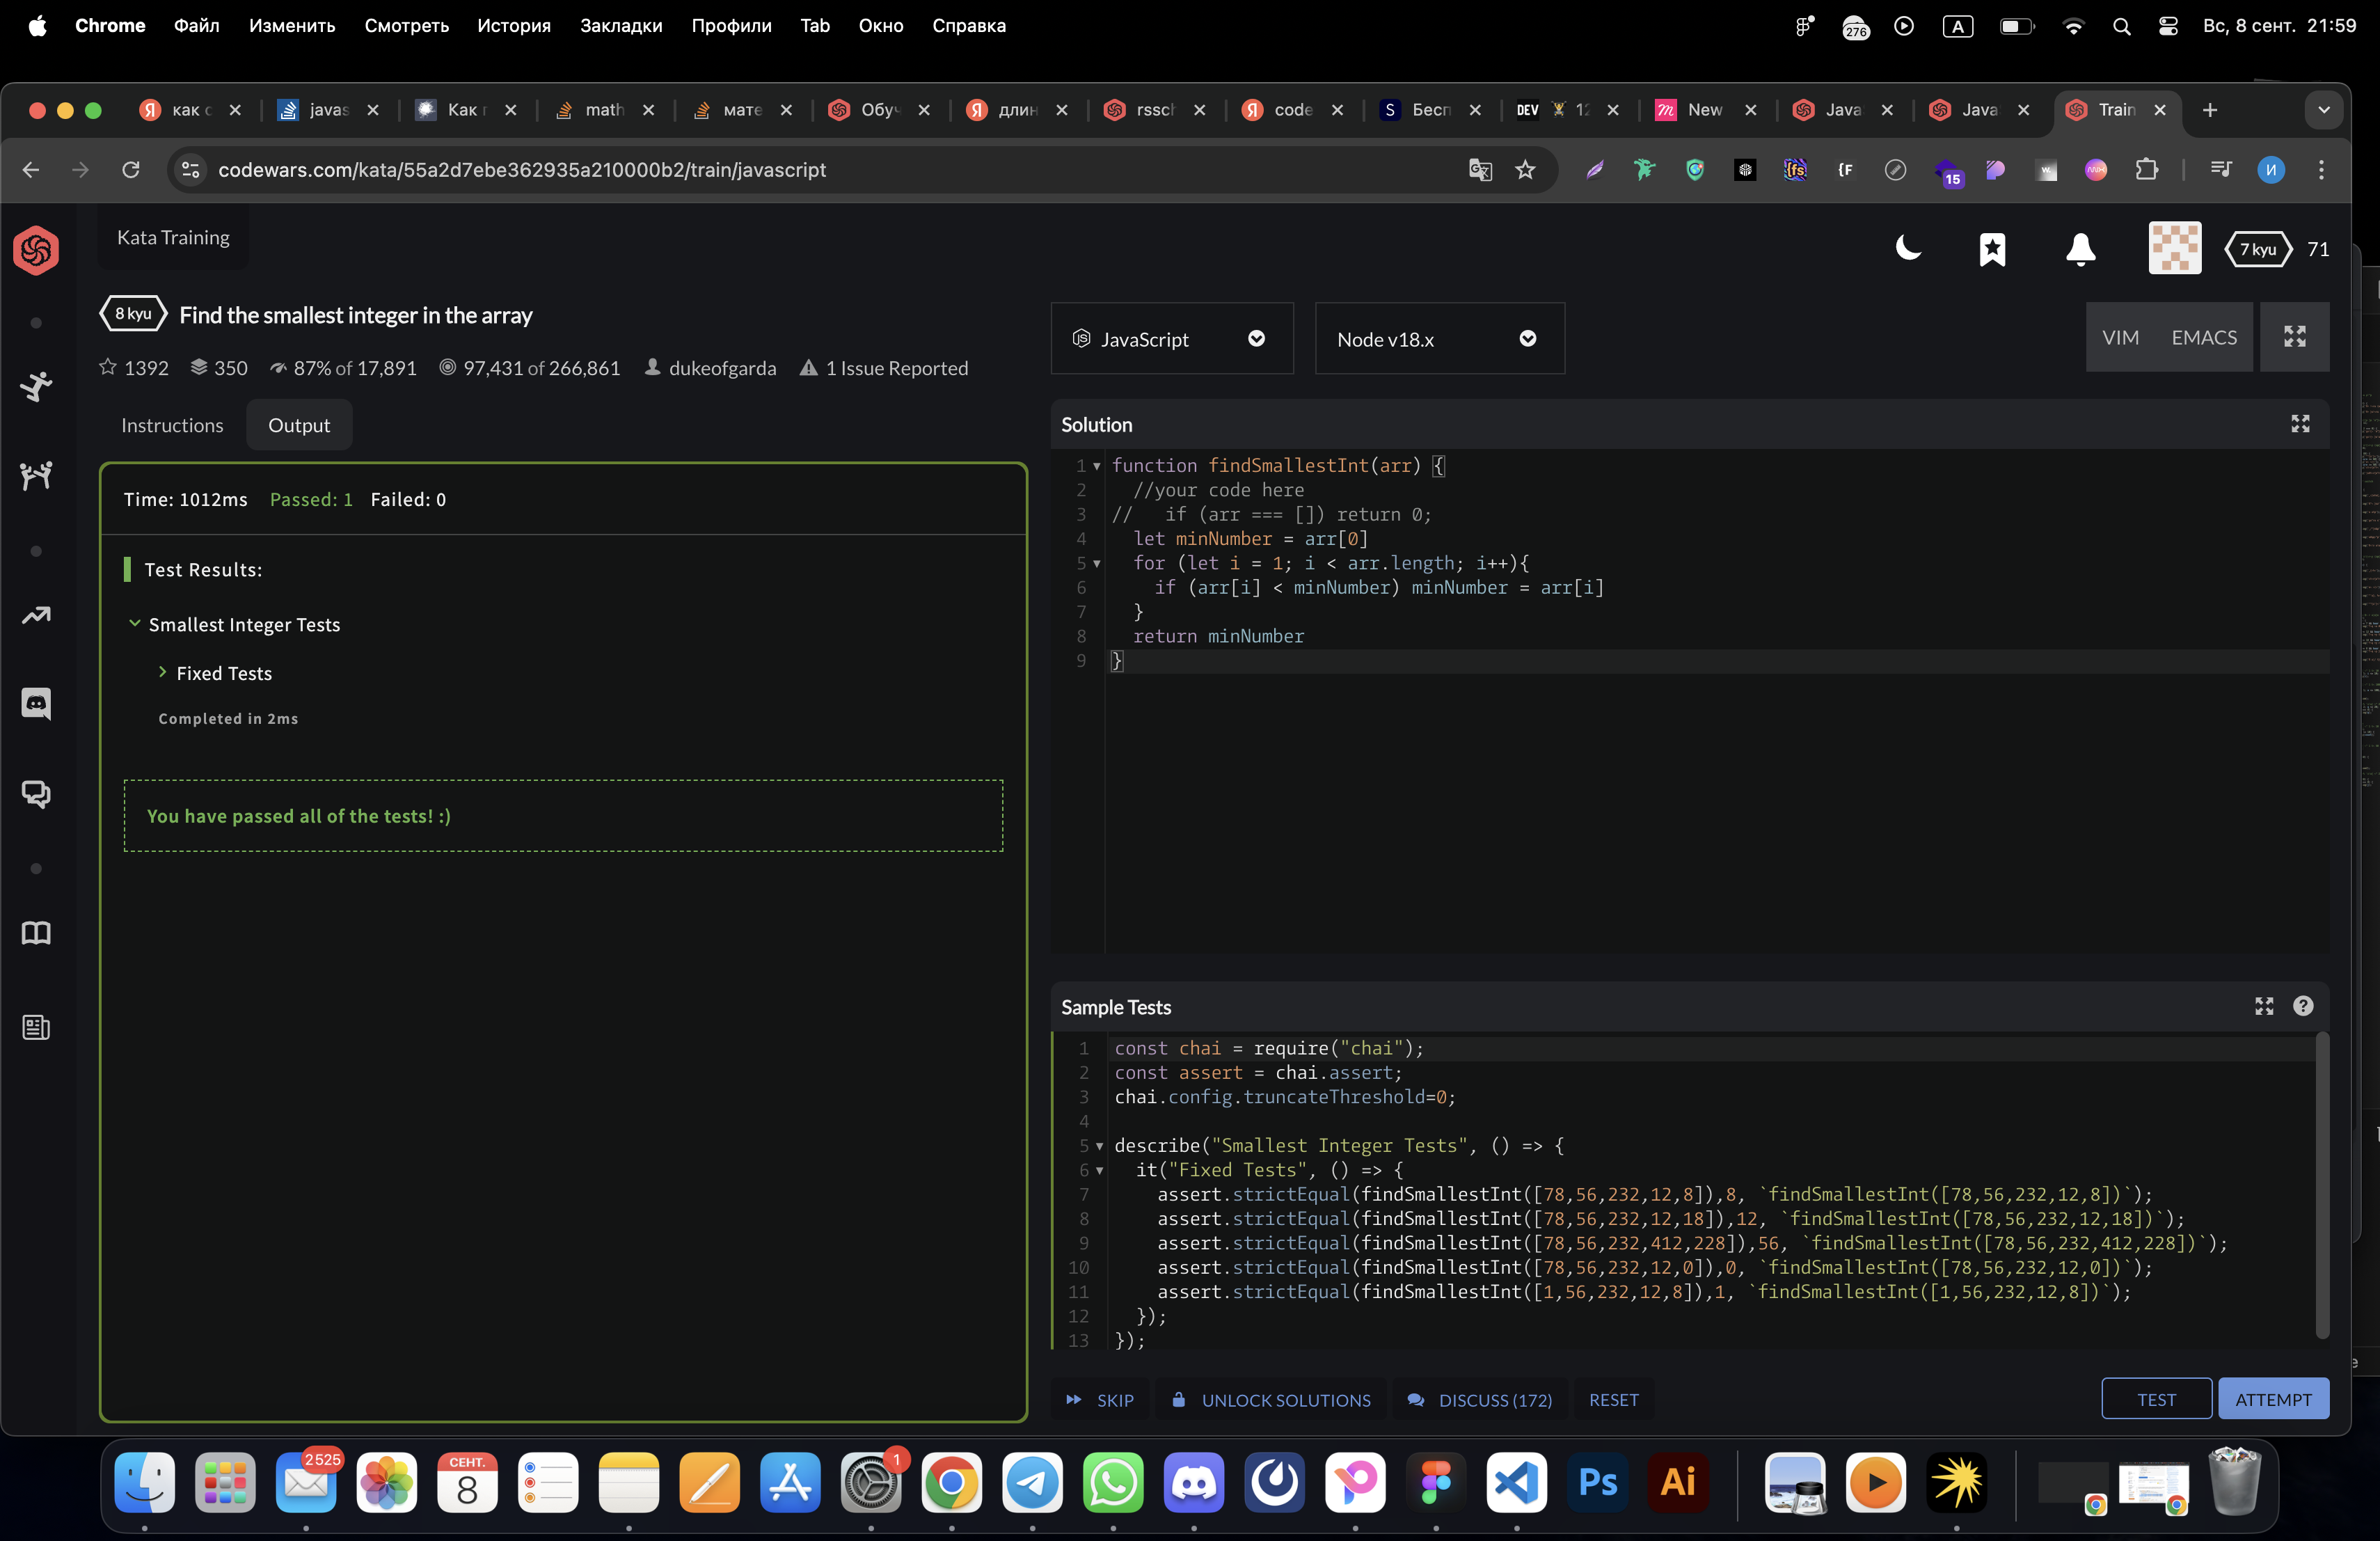 Chrome Файл Изменить Смотреть История Закладки Профили Tab Окно Справка 276 A Вс, 8 сент. 21:59
как javas Как math мате Обуч длин rssch code S Бесп DEV 12 New Java Java Train
codewars.com/kata/55a2d7ebe362935a210000b2/train/javascript {fs {F 15 И
Kata Training
7 kyu 71
8 kyu Find the smallest integer in the array
1392 350 87% of 17,891 97,431 of 266,861 dukeofgarda 1 Issue Reported
JavaScript Node v18.x VIM EMACS
Instructions Output
Time: 1012ms Passed: 1 Failed: 0
Test Results:
Smallest Integer Tests
Fixed Tests
Completed in 2ms
You have passed all of the tests! :)
Solution
1 function findSmallestInt(arr) {
2 //your code here
3 // if (arr === []) return 0;
4 let minNumber = arr[0]
5 for (let i = 1; i < arr.length; i++){
6 if (arr[i] < minNumber) minNumber = arr[i]
7 }
8 return minNumber
9 }
Sample Tests
1 const chai = require("chai");
2 const assert = chai.assert;
3 chai.config.truncateThreshold=0;
4
5 describe("Smallest Integer Tests", () => {
6 it("Fixed Tests", () => {
7 assert.strictEqual(findSmallestInt([78,56,232,12,8]),8, `findSmallestInt([78,56,232,12,8])`);
8 assert.strictEqual(findSmallestInt([78,56,232,12,18]),12, `findSmallestInt([78,56,232,12,18])`);
9 assert.strictEqual(findSmallestInt([78,56,232,412,228]),56, `findSmallestInt([78,56,232,412,228])`);
10 assert.strictEqual(findSmallestInt([78,56,232,12,0]),0, `findSmallestInt([78,56,232,12,0])`);
11 assert.strictEqual(findSmallestInt([1,56,232,12,8]),1, `findSmallestInt([1,56,232,12,8])`);
12 });
13 });
SKIP UNLOCK SOLUTIONS DISCUSS (172) RESET TEST ATTEMPT
2525 СЕНТ. 8 1 Ps Ai